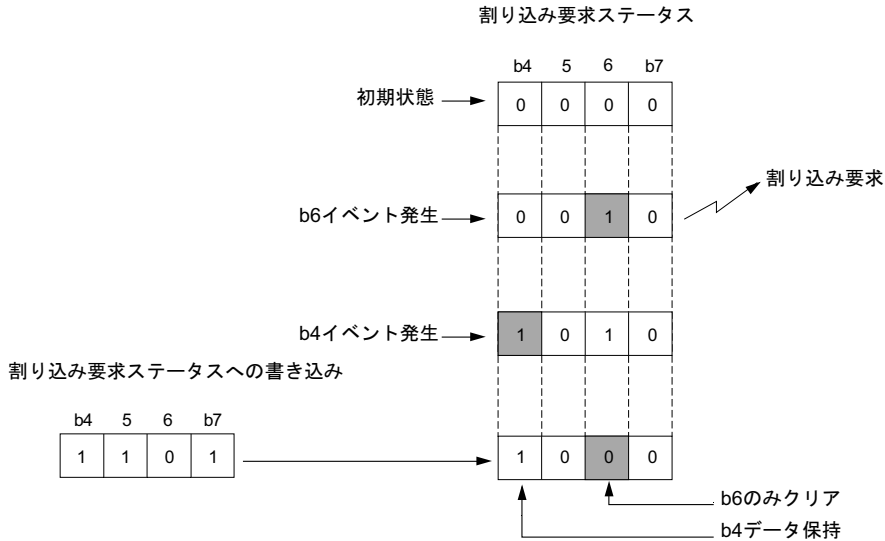 割り込み要求ステータス
b4 5 6 b7
初期状態 0 0 0 0
割り込み要求
b6イベント発生 0 0 1 0
b4イベント発生 1 0 1 0
割り込み要求ステータスへの書き込み
b4 5 6 b7
1 1 0 1 1 0 0 0
b6のみクリア
b4データ保持